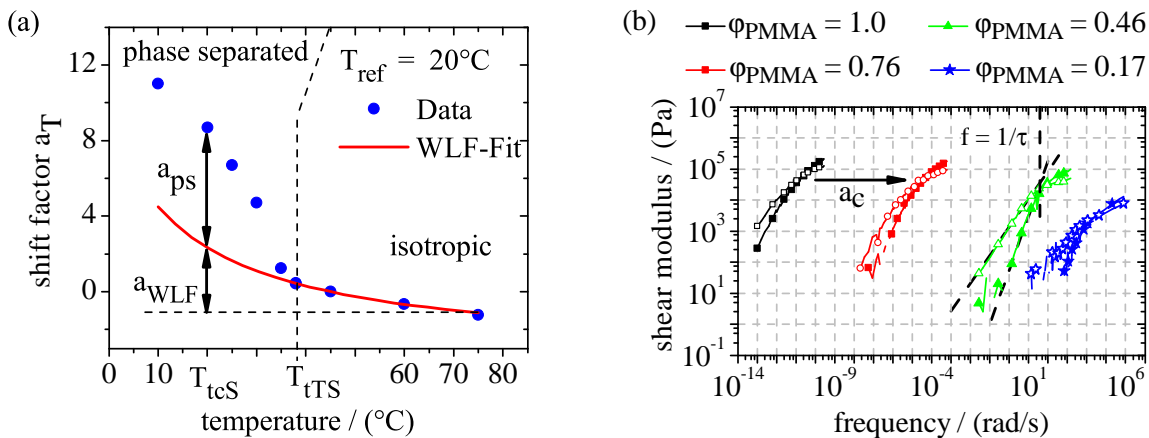 (a)
phase separated
T_ref = 20°C
Data
WLF-Fit
a_ps
a_WLF
isotropic
shift factor a_T
12
8
4
0
0
10
T_tcS
T_tTS
60
70
80
temperature / (°C)
(b)
φ_PMMA = 1.0
φ_PMMA = 0.46
φ_PMMA = 0.76
φ_PMMA = 0.17
f = 1/τ
a_c
shear modulus / (Pa)
10^7
10^5
10^3
10^1
10^-1
10^-14
10^-9
10^-4
10^1
10^6
frequency / (rad/s)